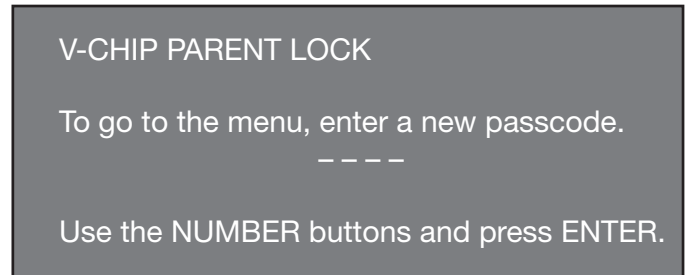 V-CHIP PARENT LOCK
To go to the menu, enter a new passcode.
– – – –
Use the NUMBER buttons and press ENTER.